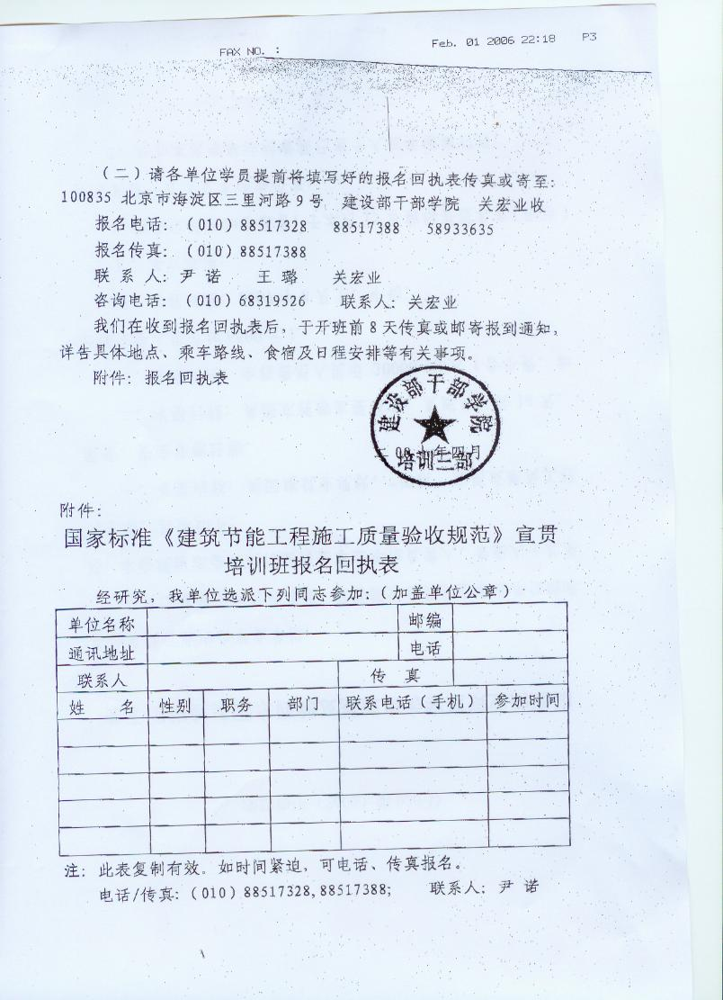 FAX NO. :
Feb. 01 2006 22:18 P3
（二）请各单位学员提前将填写好的报名回执表传真或寄至：
100835 北京市海淀区三里河路9号 建设部干部学院 关宏业收
报名电话：（010）88517328 88517388 58933635
报名传真：（010）88517388
联 系 人：尹 诺 王 璐 关宏业
咨询电话：（010）68319526 联系人：关宏业
我们在收到报名回执表后，于开班前8天传真或邮寄报到通知，
详告具体地点、乘车路线、食宿及日程安排等有关事项。
附件：报名回执表
建设部干部学院
二00七年四月
培训三部
附件：
国家标准《建筑节能工程施工质量验收规范》宣贯
培训班报名回执表
经研究，我单位选派下列同志参加：（加盖单位公章）
单位名称 邮编
通讯地址 电话
联系人 传 真
姓 名 性别 职务 部门 联系电话（手机） 参加时间
注： 此表复制有效。如时间紧迫，可电话、传真报名。
电话/传真：（010）88517328,88517388; 联系人：尹 诺